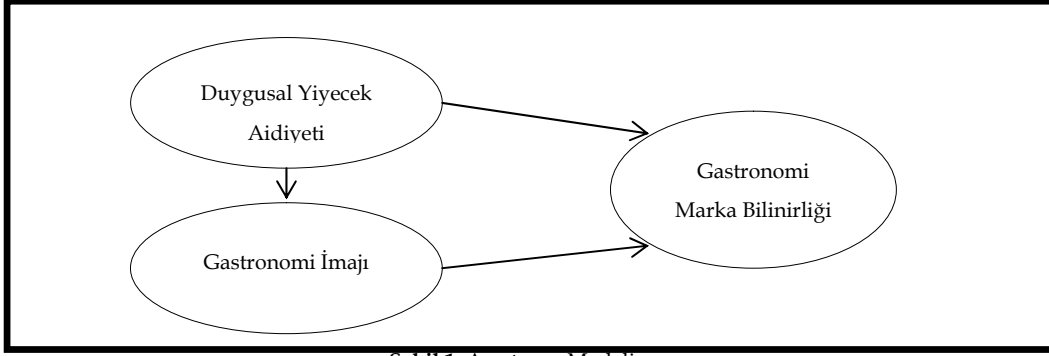 Duygusal Yiyecek
Aidiyeti
Gastronomi İmajı
Gastronomi
Marka Bilinirliği